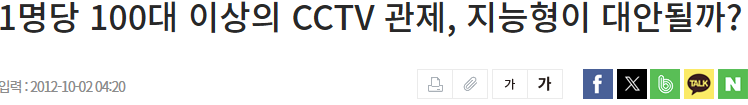 1명당 100대 이상의 CCTV 관제, 지능형이 대안될까?
입력 : 2012-10-02 04:20
가 가 f X b TALK N